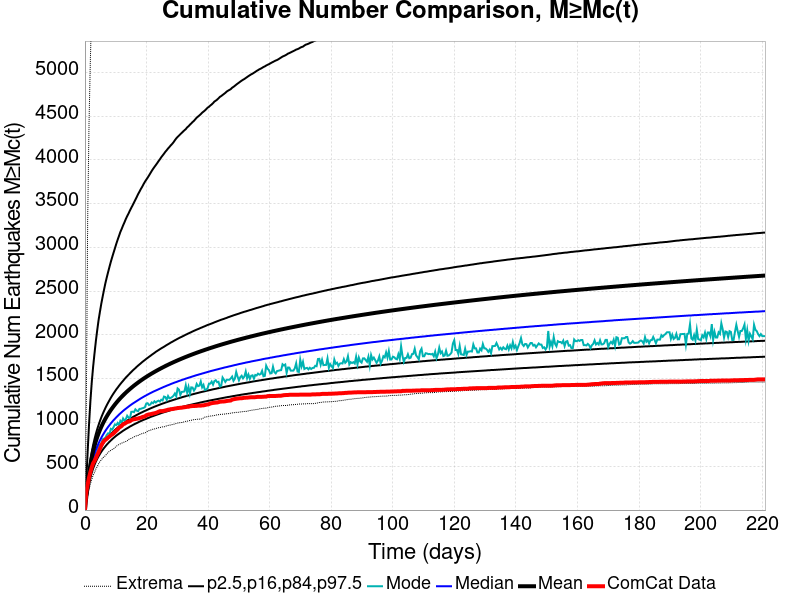 Cumulative Number Comparison, M≥Mc(t)
Cumulative Num Earthquakes M≥Mc(t)
5000
4500
4000
3500
3000
2500
2000
1500
1000
500
0
0 20 40 60 80 100 120 140 160 180 200 220
Time (days)
Extrema p2.5,p16,p84,p97.5 Mode Median Mean ComCat Data